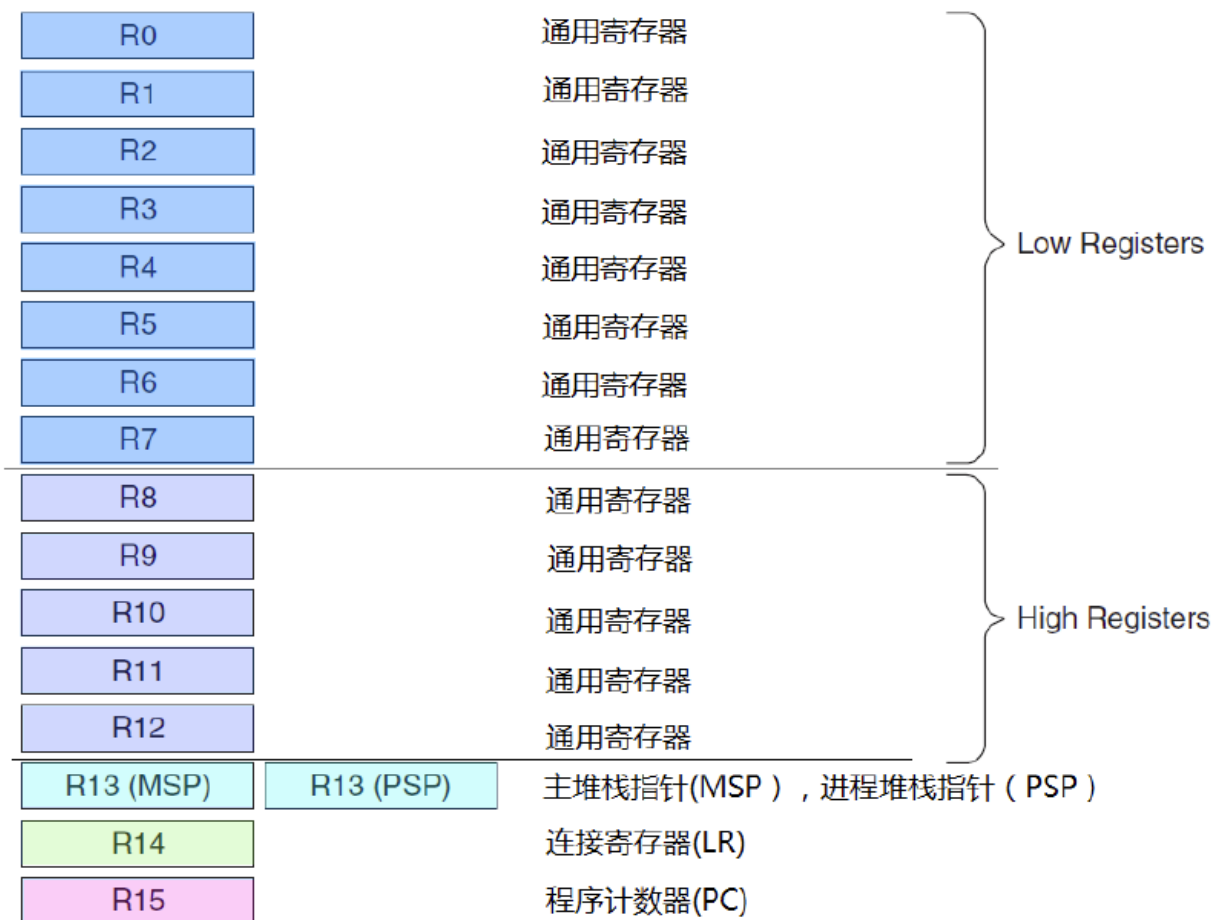 R0 通用寄存器
R1 通用寄存器
R2 通用寄存器
R3 通用寄存器
Low Registers
R4 通用寄存器
R5 通用寄存器
R6 通用寄存器
R7 通用寄存器
R8 通用寄存器
R9 通用寄存器
R10 通用寄存器
High Registers
R11 通用寄存器
R12 通用寄存器
R13 (MSP) R13 (PSP) 主堆栈指针(MSP），进程堆栈指针（PSP）
R14 连接寄存器(LR)
R15 程序计数器(PC)